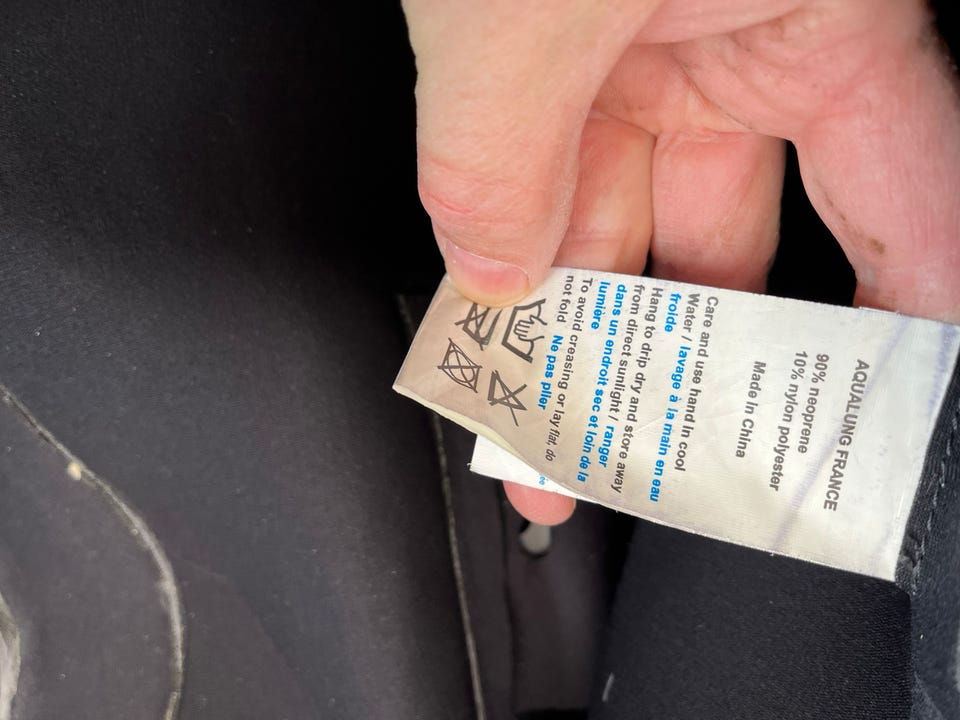 AQUALUNG FRANCE
90% neoprene
10% nylon polyester
Made in China
Care and use hand in cool
Water / lavage à la main en eau
froide
Hang to drip dry and store away
from direct sunlight / ranger
dans un endroit sec et loin de la
lumière
To avoid creasing or lay flat, do
not fold Ne pas plier